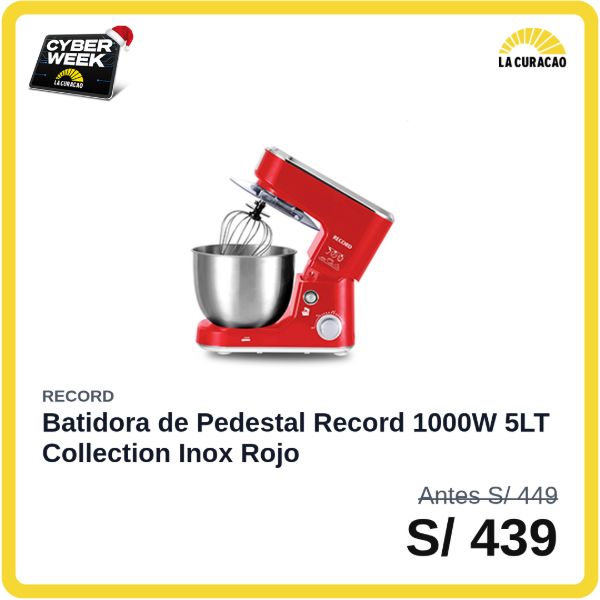 CYBER
WEEK
LA CURACAO
LA CURACAO
RECORD
RECORD
Batidora de Pedestal Record 1000W 5LT
Collection Inox Rojo
Antes S/ 449
S/ 439